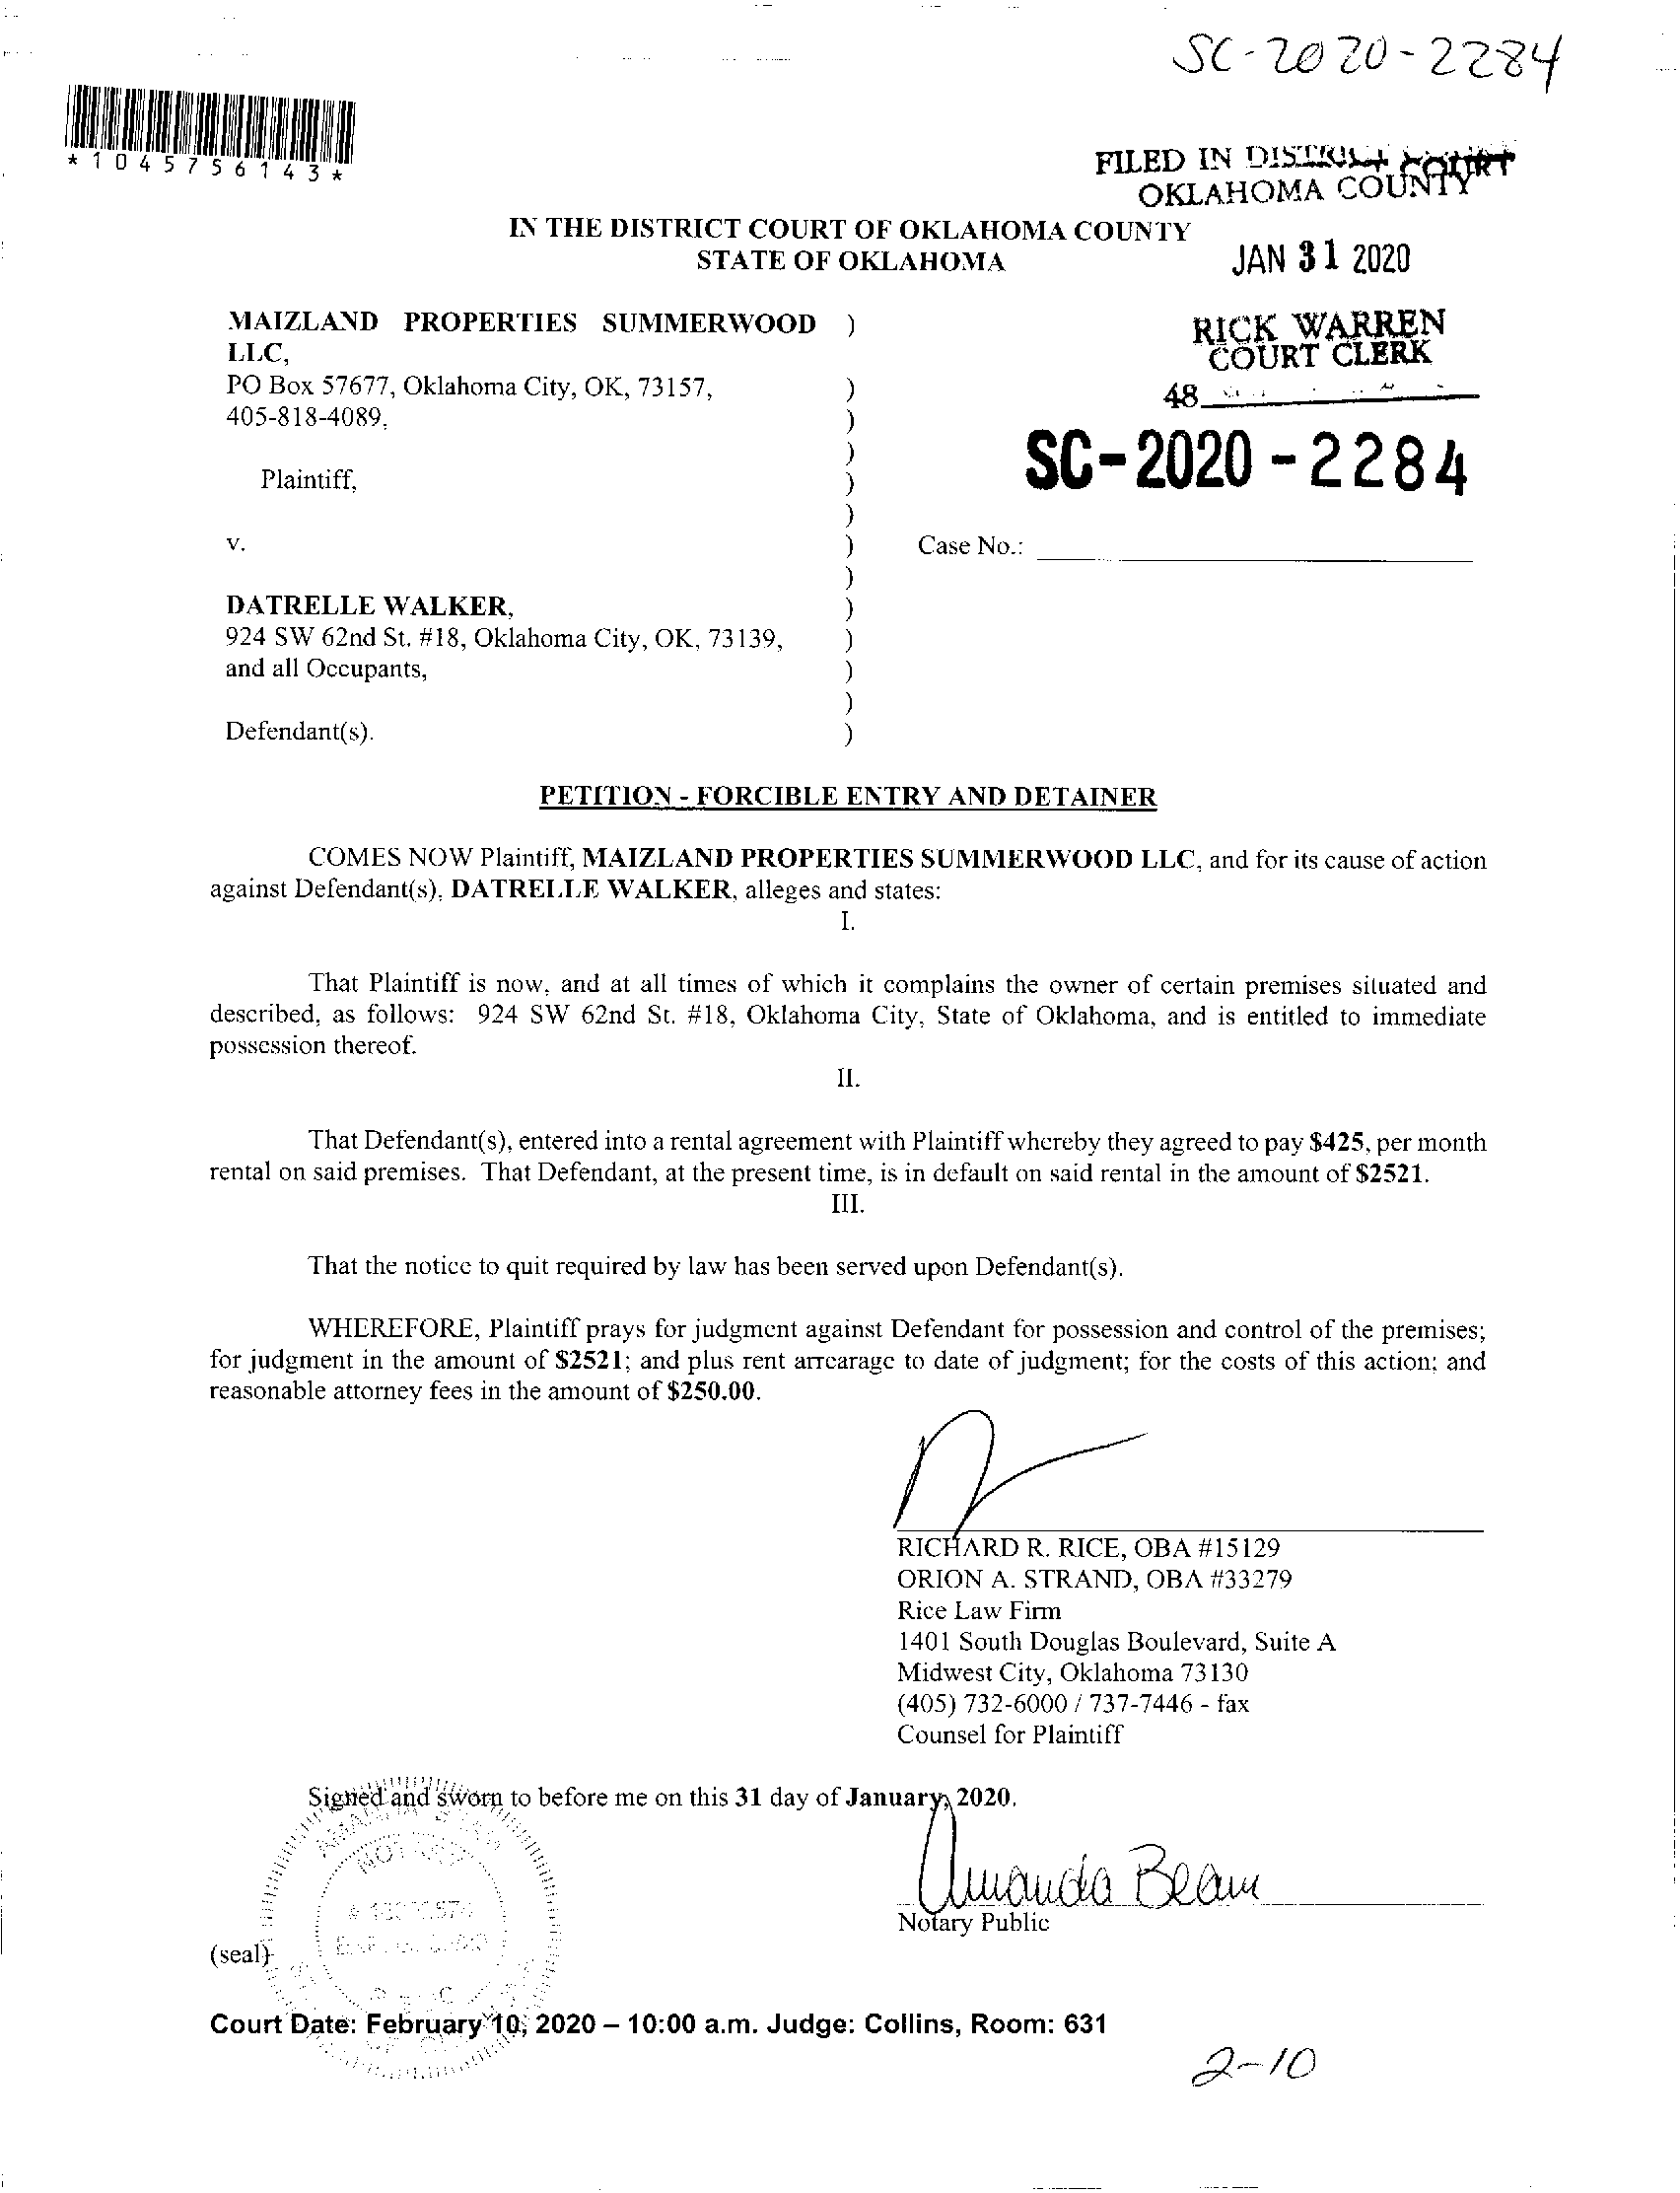 SC-2020-2284
*1045756143*
FILED IN DISTRICT COURT
OKLAHOMA COUNTY
IN THE DISTRICT COURT OF OKLAHOMA COUNTY
STATE OF OKLAHOMA
JAN 31 2020
RICK WARREN
COURT CLERK
48
SC-2020-2284
MAIZLAND PROPERTIES SUMMERWOOD )
LLC,
PO Box 57677, Oklahoma City, OK, 73157, )
405-818-4089, )
)
Plaintiff, )
)
v. ) Case No.:
)
DATRELLE WALKER, )
924 SW 62nd St. #18, Oklahoma City, OK, 73139, )
and all Occupants, )
)
Defendant(s). )
PETITION - FORCIBLE ENTRY AND DETAINER
COMES NOW Plaintiff, MAIZLAND PROPERTIES SUMMERWOOD LLC, and for its cause of action
against Defendant(s), DATRELLE WALKER, alleges and states:
I.
That Plaintiff is now, and at all times of which it complains the owner of certain premises situated and
described, as follows: 924 SW 62nd St. #18, Oklahoma City, State of Oklahoma, and is entitled to immediate
possession thereof.
II.
That Defendant(s), entered into a rental agreement with Plaintiff whereby they agreed to pay $425, per month
rental on said premises. That Defendant, at the present time, is in default on said rental in the amount of $2521.
III.
That the notice to quit required by law has been served upon Defendant(s).
WHEREFORE, Plaintiff prays for judgment against Defendant for possession and control of the premises;
for judgment in the amount of $2521; and plus rent arrearage to date of judgment; for the costs of this action; and
reasonable attorney fees in the amount of $250.00.
RICHARD R. RICE, OBA #15129
ORION A. STRAND, OBA #33279
Rice Law Firm
1401 South Douglas Boulevard, Suite A
Midwest City, Oklahoma 73130
(405) 732-6000 / 737-7446 - fax
Counsel for Plaintiff
Signed and sworn to before me on this 31 day of January, 2020.
Amanda Beam
Notary Public
NOTARY
(seal)
Court Date: February 10, 2020 – 10:00 a.m. Judge: Collins, Room: 631
2-10